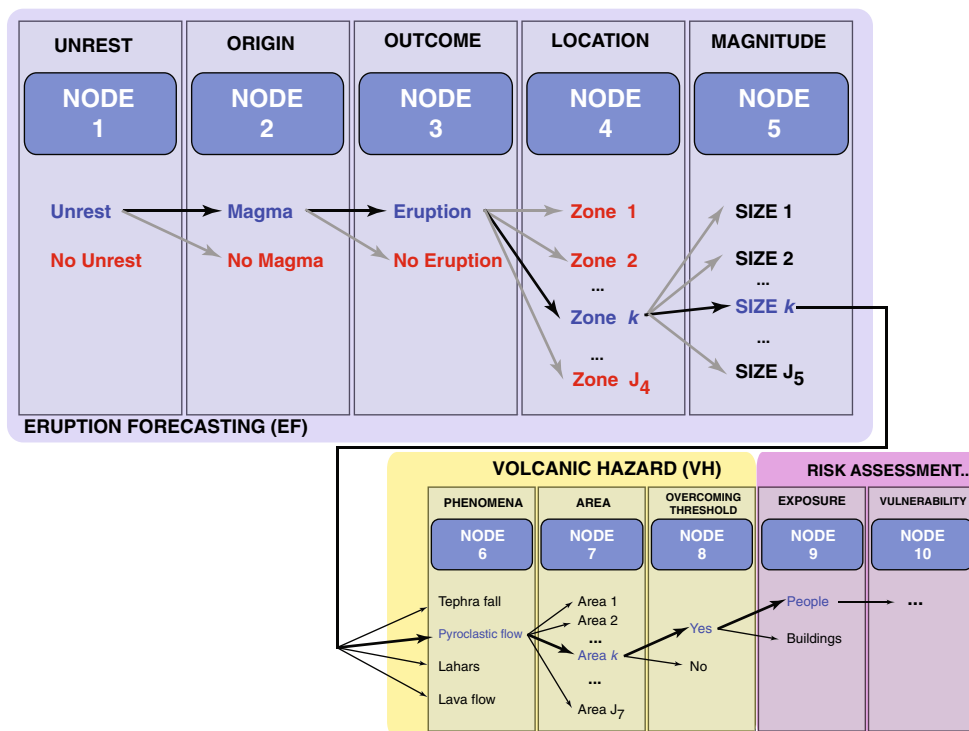 UNREST
ORIGIN
OUTCOME
LOCATION
MAGNITUDE
NODE
1
NODE
2
NODE
3
NODE
4
NODE
5
Unrest
Magma
Eruption
Zone 1
SIZE 1
No Unrest
No Magma
No Eruption
Zone 2
SIZE 2
...
...
Zone k
SIZE k
...
...
Zone J4
SIZE J5
ERUPTION FORECASTING (EF)
VOLCANIC HAZARD (VH)
RISK ASSESSMENT...
PHENOMENA
AREA
OVERCOMING
THRESHOLD
EXPOSURE
VULNERABILITY
NODE
6
NODE
7
NODE
8
NODE
9
NODE
10
Tephra fall
Pyroclastic flow
Lahars
Lava flow
Area 1
Area 2
...
Area k
...
Area J7
Yes
No
People
Buildings
...